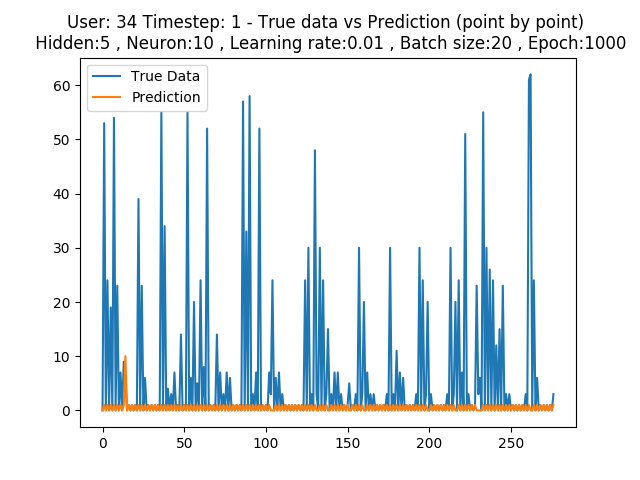 User: 34 Timestep: 1 - True data vs Prediction (point by point)
Hidden:5 , Neuron:10 , Learning rate:0.01 , Batch size:20 , Epoch:1000
True Data
Prediction
60
50
40
30
20
10
0
0 50 100 150 200 250